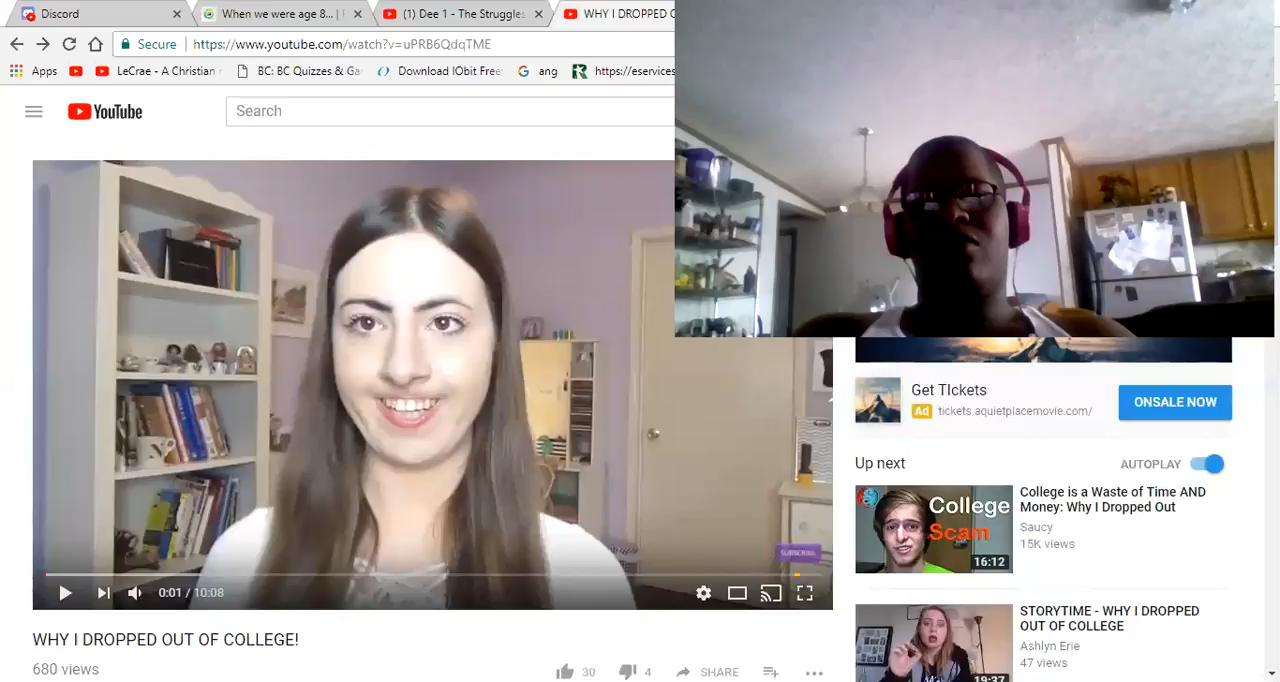 Discord
When we were age 8... |
(1) Dee 1 - The Struggles
WHY I DROPPED O
Secure
https://www.youtube.com/watch?v=uPRB6QdqTME
Apps
LeCrae - A Christian
BC: BC Quizzes & Ga
Download IObit Free
ang
https://eservices
YouTube
Search
SUBSCRIBE
0:01 / 10:08
WHY I DROPPED OUT OF COLLEGE!
680 views
30
4
SHARE
Get TIckets
Ad
tickets.aquietplacemovie.com/
ONSALE NOW
Up next
AUTOPLAY
College Scam
16:12
College is a Waste of Time AND
Money: Why I Dropped Out
Saucy
15K views
19:37
STORYTIME - WHY I DROPPED
OUT OF COLLEGE
Ashlyn Erie
47 views